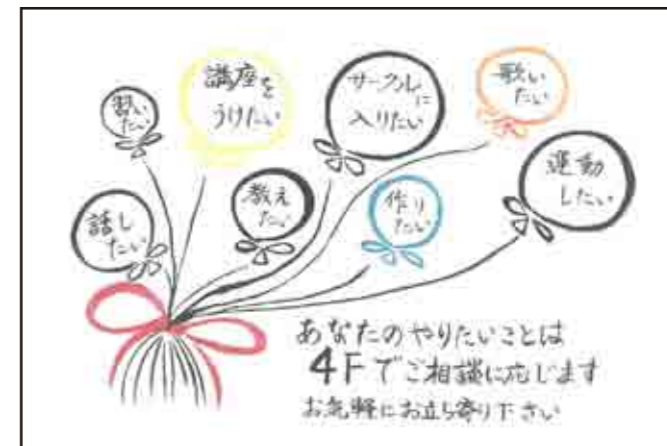 習い
たい
講座を
うけたい
サークルに
入りたい
歌い
たい
話し
たい
教え
たい
作り
たい
運動
したい
あなたのやりたいことは
4Fでご相談に応じます
お気軽にお立ち寄り下さい